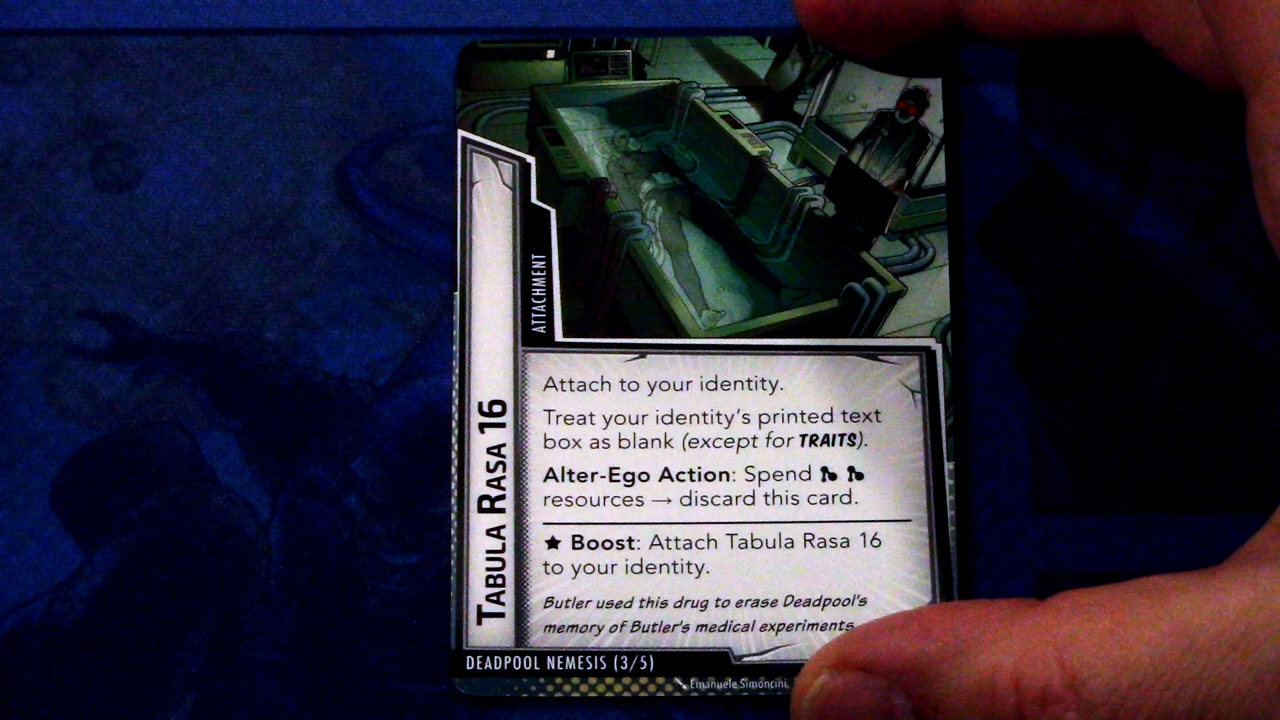 TABULA RASA 16
ATTACHMENT
Attach to your identity.
Treat your identity's printed text
box as blank (except for TRAITS).
Alter-Ego Action: Spend
resources → discard this card.
★ Boost: Attach Tabula Rasa 16
to your identity.
Butler used this drug to erase Deadpool's
memory of Butler's medical experiments.
DEADPOOL NEMESIS (3/5)
Emanuele Simoncini